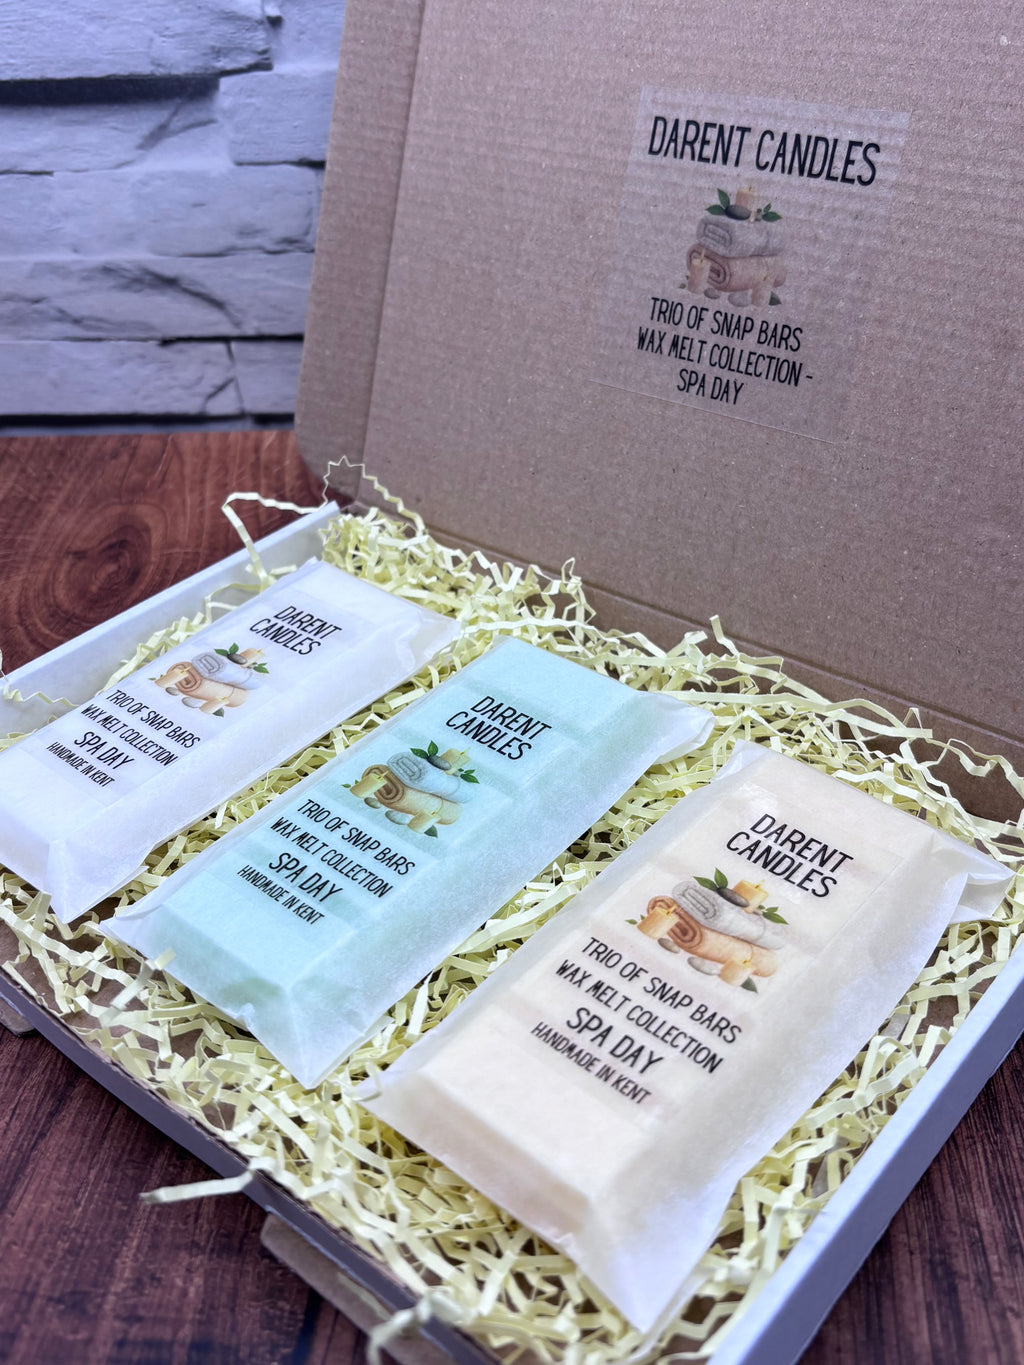 DARENT CANDLES
TRIO OF SNAP BARS
WAX MELT COLLECTION -
SPA DAY
DARENT
CANDLES
TRIO OF SNAP BARS
WAX MELT COLLECTION
SPA DAY
HANDMADE IN KENT
DARENT
CANDLES
TRIO OF SNAP BARS
WAX MELT COLLECTION
SPA DAY
HANDMADE IN KENT
DARENT
CANDLES
TRIO OF SNAP BARS
WAX MELT COLLECTION
SPA DAY
HANDMADE IN KENT